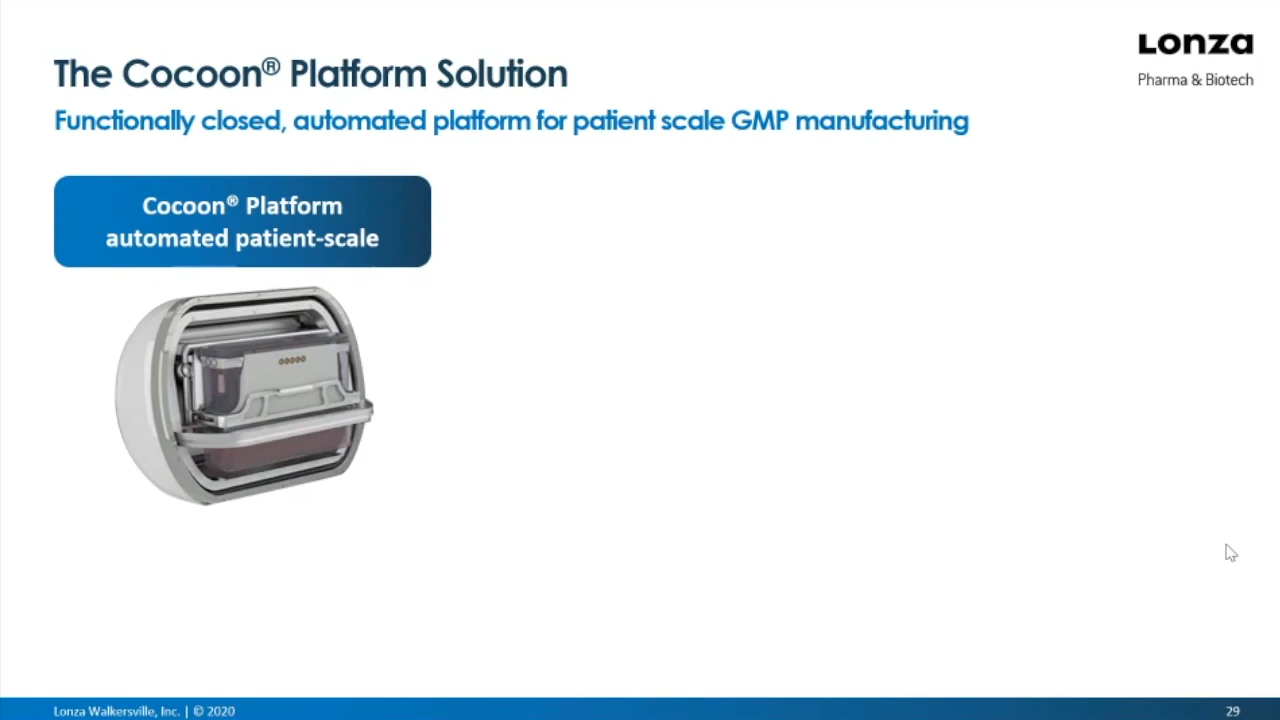 Lonza
Pharma & Biotech
The Cocoon® Platform Solution
Functionally closed, automated platform for patient scale GMP manufacturing
Cocoon® Platform
automated patient-scale
Lonza Walkersville, Inc. | © 2020
29